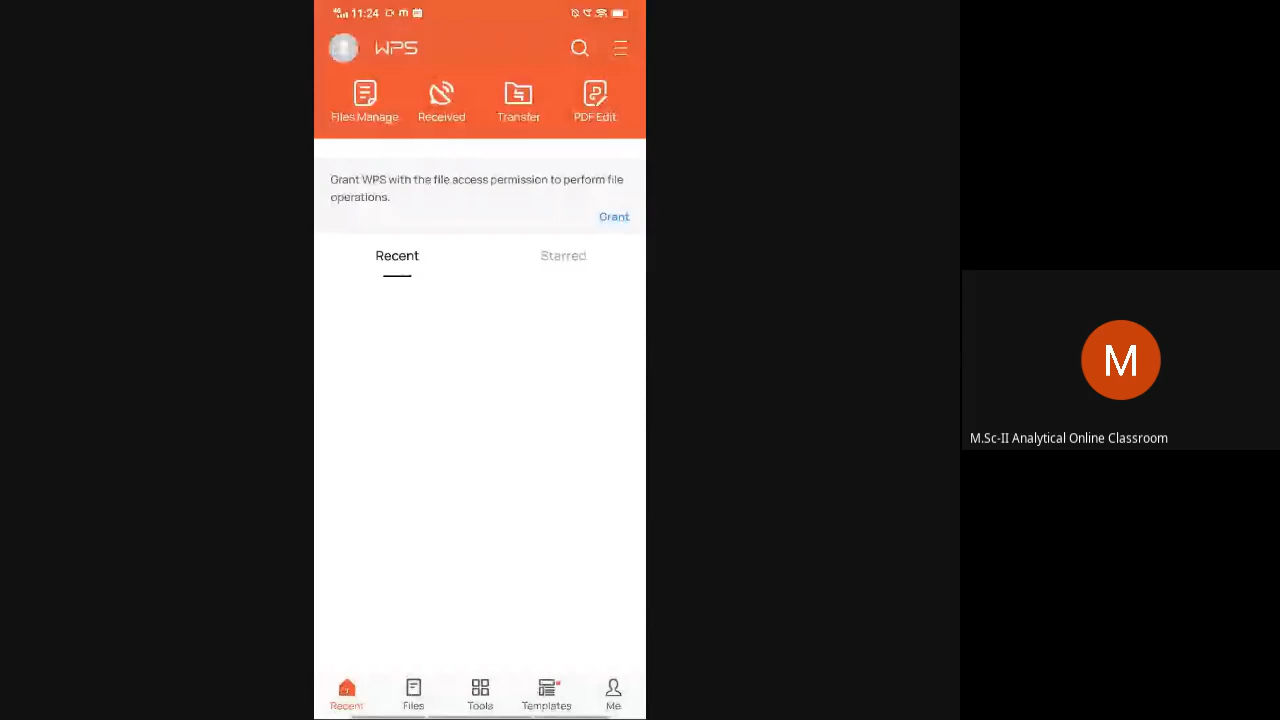 11:24
WPS
Files Manage Received Transfer PDF Edit
Grant WPS with the file access permission to perform file
operations.
Grant
Recent Starred
Recent Files Tools Templates Me
M
M.Sc-II Analytical Online Classroom